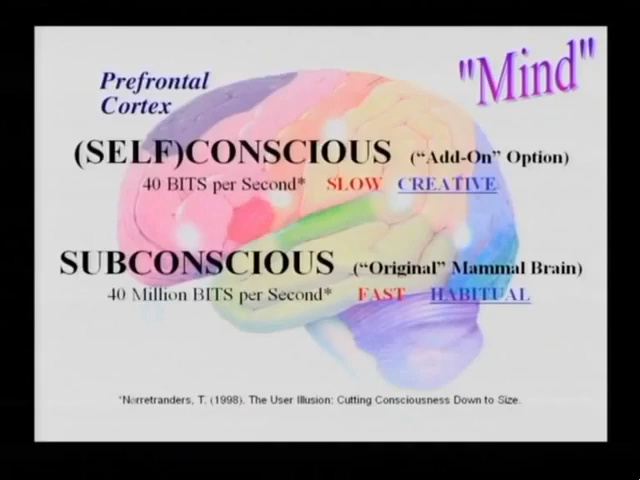 "Mind"
Prefrontal
Cortex
(SELF)CONSCIOUS (“Add-On” Option)
40 BITS per Second* SLOW CREATIVE
SUBCONSCIOUS (“Original” Mammal Brain)
40 Million BITS per Second* FAST HABITUAL
*Nørretranders, T. (1998). The User Illusion: Cutting Consciousness Down to Size.